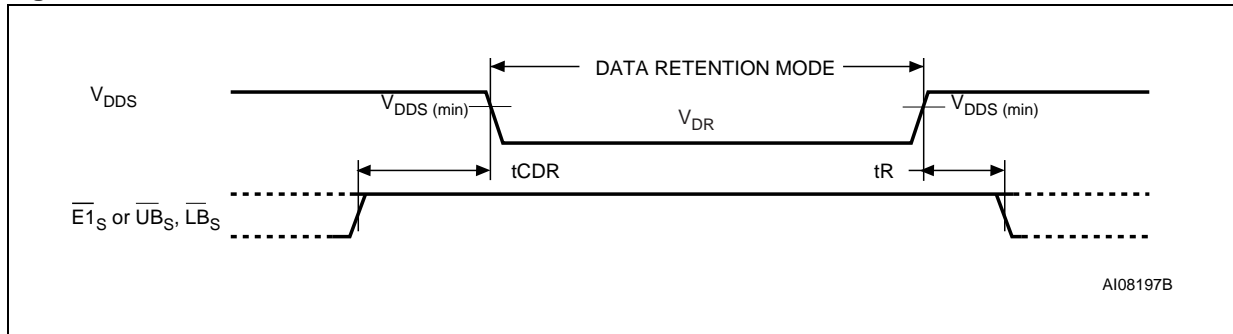 DATA RETENTION MODE
VDDS
VDDS (min)
VDR
VDDS (min)
tCDR
tR
E1S or UBS, LBS
AI08197B